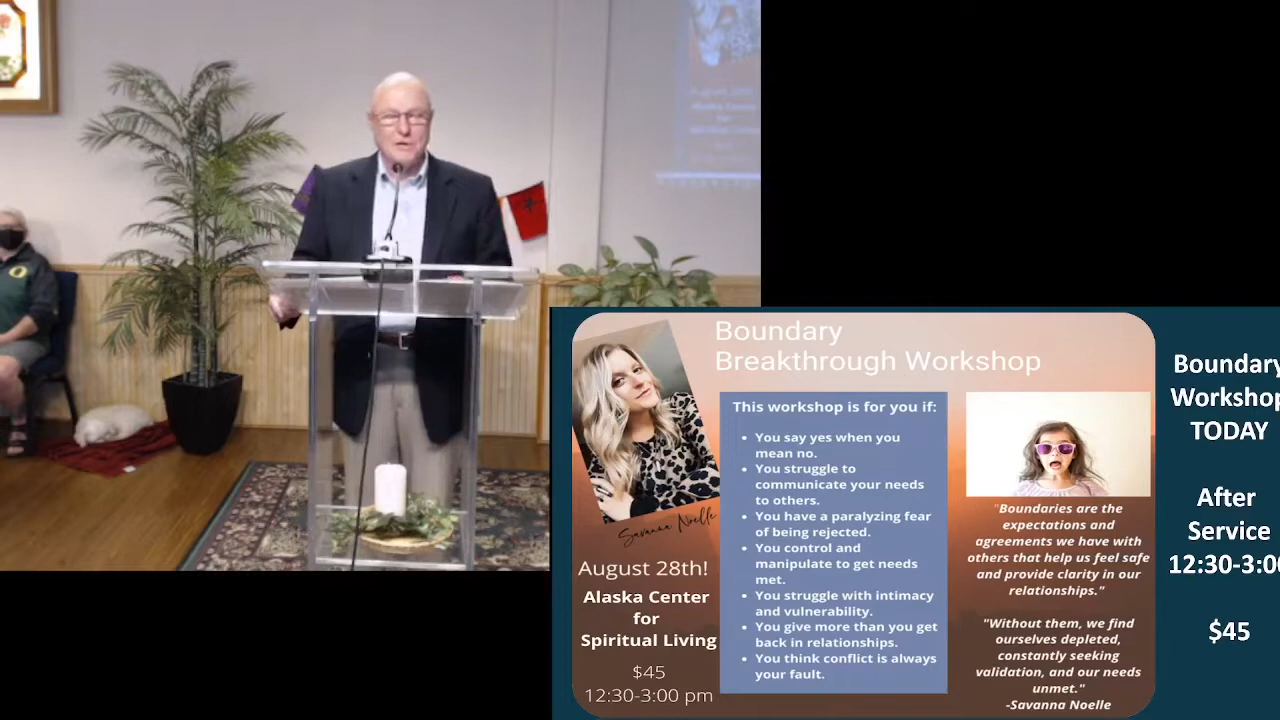 Boundary
Breakthrough Workshop
This workshop is for you if:
• You say yes when you
mean no.
• You struggle to
communicate your needs
to others.
• You have a paralyzing fear
of being rejected.
• You control and
manipulate to get needs
met.
• You struggle with intimacy
and vulnerability.
• You give more than you get
back in relationships.
• You think conflict is always
your fault.
Savanna Noelle
August 28th!
Alaska Center
for
Spiritual Living
$45
12:30-3:00 pm
"Boundaries are the
expectations and
agreements we have with
others that help us feel safe
and provide clarity in our
relationships."
"Without them, we find
ourselves depleted,
constantly seeking
validation, and our needs
unmet."
-Savanna Noelle
Boundary
Workshop
TODAY
After
Service
12:30-3:00
$45